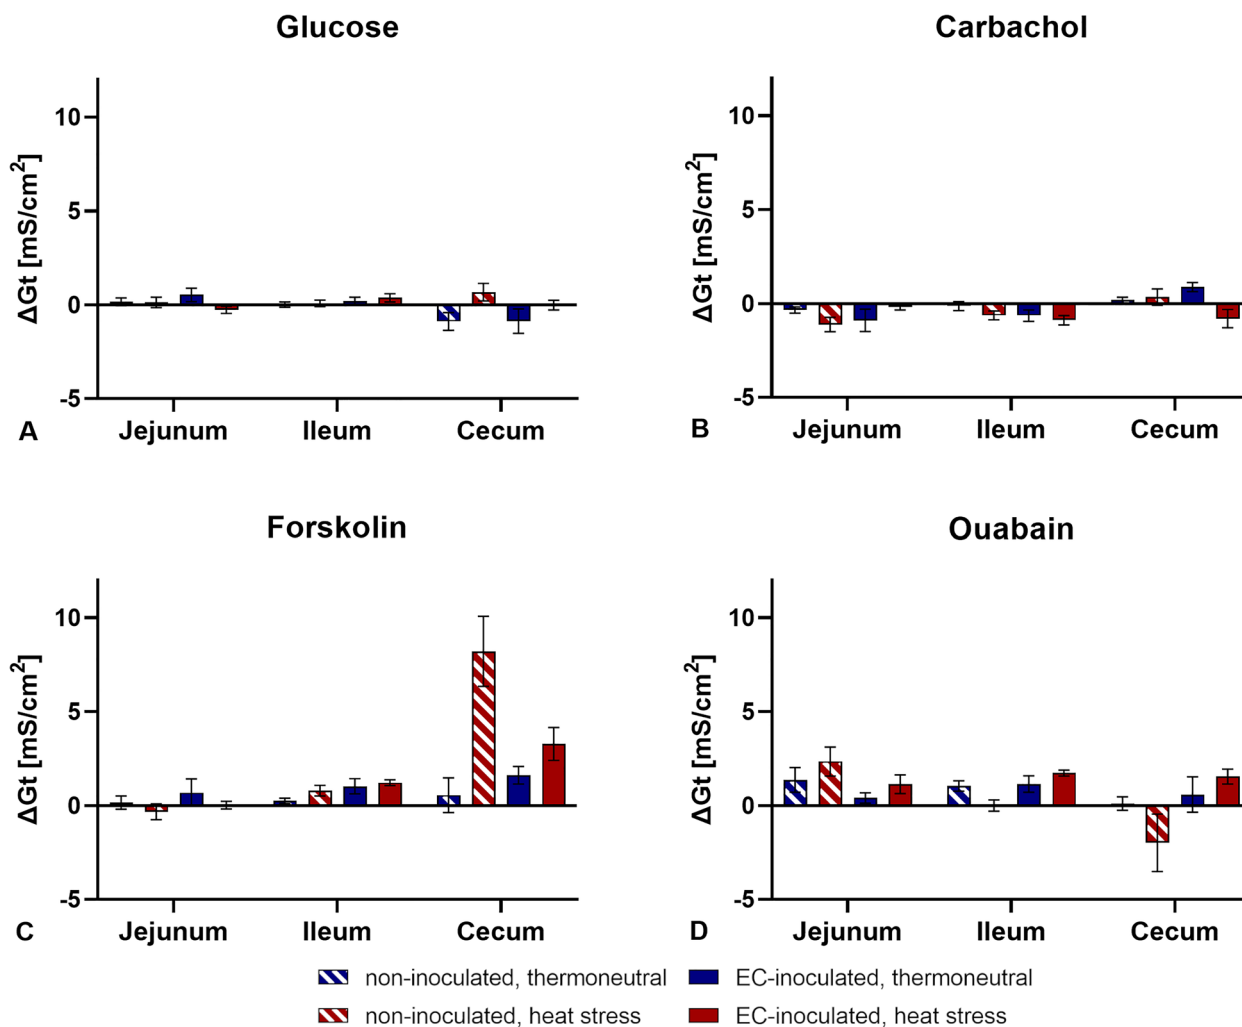 Glucose
ΔGt [mS/cm²]
10
5
0
-5
Jejunum Ileum Cecum
A
Carbachol
ΔGt [mS/cm²]
10
5
0
-5
Jejunum Ileum Cecum
B
Forskolin
ΔGt [mS/cm²]
10
5
0
-5
Jejunum Ileum Cecum
C
Ouabain
ΔGt [mS/cm²]
10
5
0
-5
Jejunum Ileum Cecum
D
non-inoculated, thermoneutral
EC-inoculated, thermoneutral
non-inoculated, heat stress
EC-inoculated, heat stress